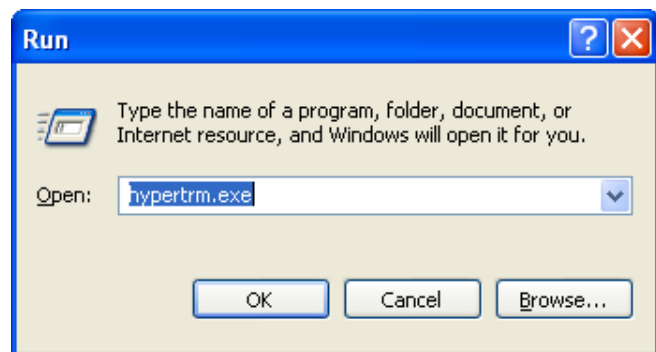 Run
Type the name of a program, folder, document, or
Internet resource, and Windows will open it for you.
Open: hypertrm.exe
OK Cancel Browse...